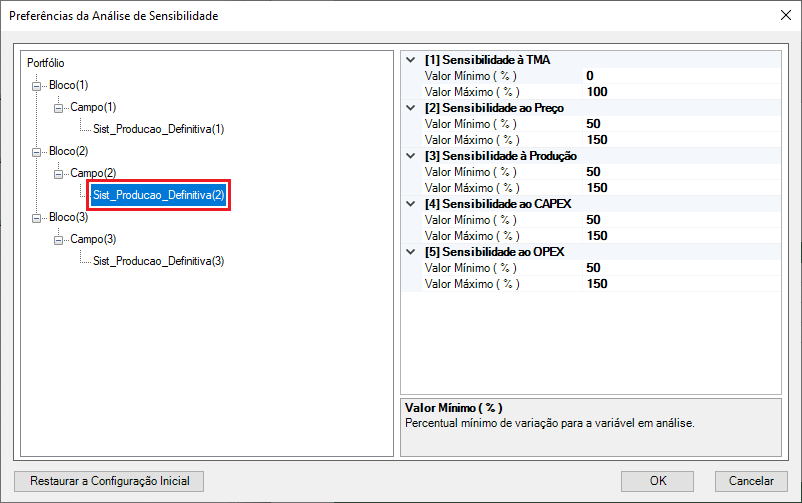 Preferências da Análise de Sensibilidade
Portfólio
Bloco(1)
Campo(1)
Sist_Producao_Definitiva(1)
Bloco(2)
Campo(2)
Sist_Producao_Definitiva(2)
Bloco(3)
Campo(3)
Sist_Producao_Definitiva(3)
[1] Sensibilidade à TMA
Valor Mínimo ( % ) 0
Valor Máximo ( % ) 100
[2] Sensibilidade ao Preço
Valor Mínimo ( % ) 50
Valor Máximo ( % ) 150
[3] Sensibilidade à Produção
Valor Mínimo ( % ) 50
Valor Máximo ( % ) 150
[4] Sensibilidade ao CAPEX
Valor Mínimo ( % ) 50
Valor Máximo ( % ) 150
[5] Sensibilidade ao OPEX
Valor Mínimo ( % ) 50
Valor Máximo ( % ) 150
Valor Mínimo ( % )
Percentual mínimo de variação para a variável em análise.
Restaurar a Configuração Inicial
OK
Cancelar